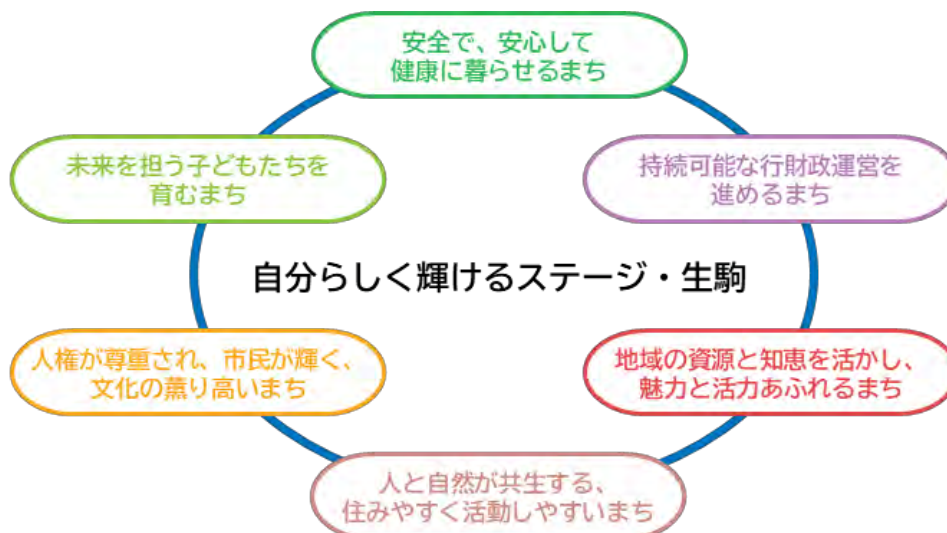 安全で、安心して
健康に暮らせるまち
未来を担う子どもたちを
育むまち
持続可能な行財政運営を
進めるまち
自分らしく輝けるステージ・生駒
人権が尊重され、市民が輝く、
文化の薫り高いまち
地域の資源と知恵を活かし、
魅力と活力あふれるまち
人と自然が共生する、
住みやすく活動しやすいまち